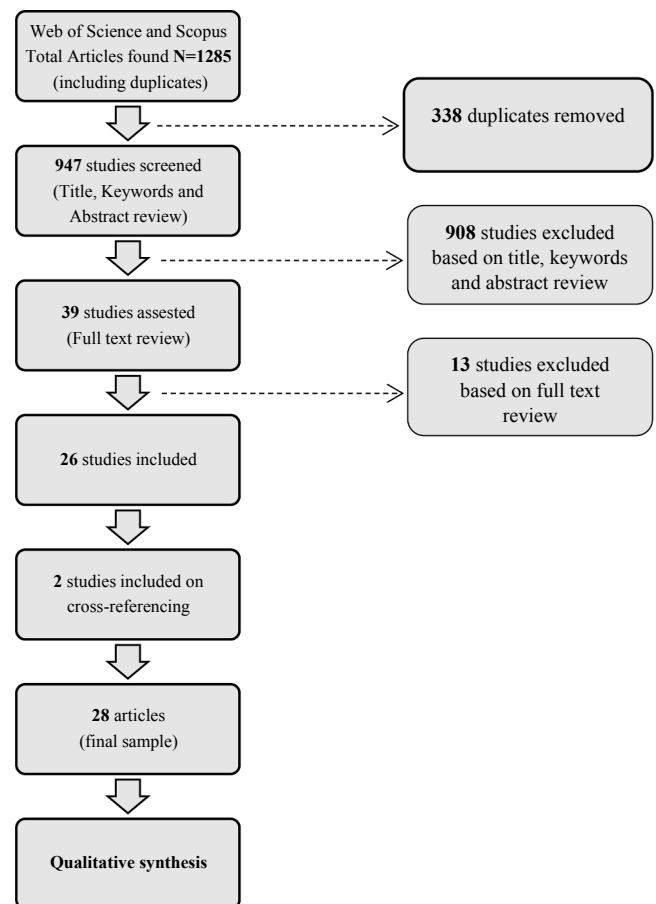 Web of Science and Scopus
Total Articles found N=1285
(including duplicates)
338 duplicates removed
947 studies screened
(Title, Keywords and
Abstract review)
908 studies excluded
based on title, keywords
and abstract review
39 studies assested
(Full text review)
13 studies excluded
based on full text
review
26 studies included
2 studies included on
cross-referencing
28 articles
(final sample)
Qualitative synthesis